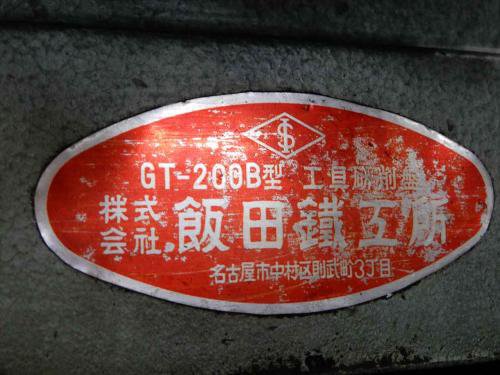 GT-200B型 工具研削盤
株式会社 飯田鐵工所
名古屋市中村区則武町3丁目